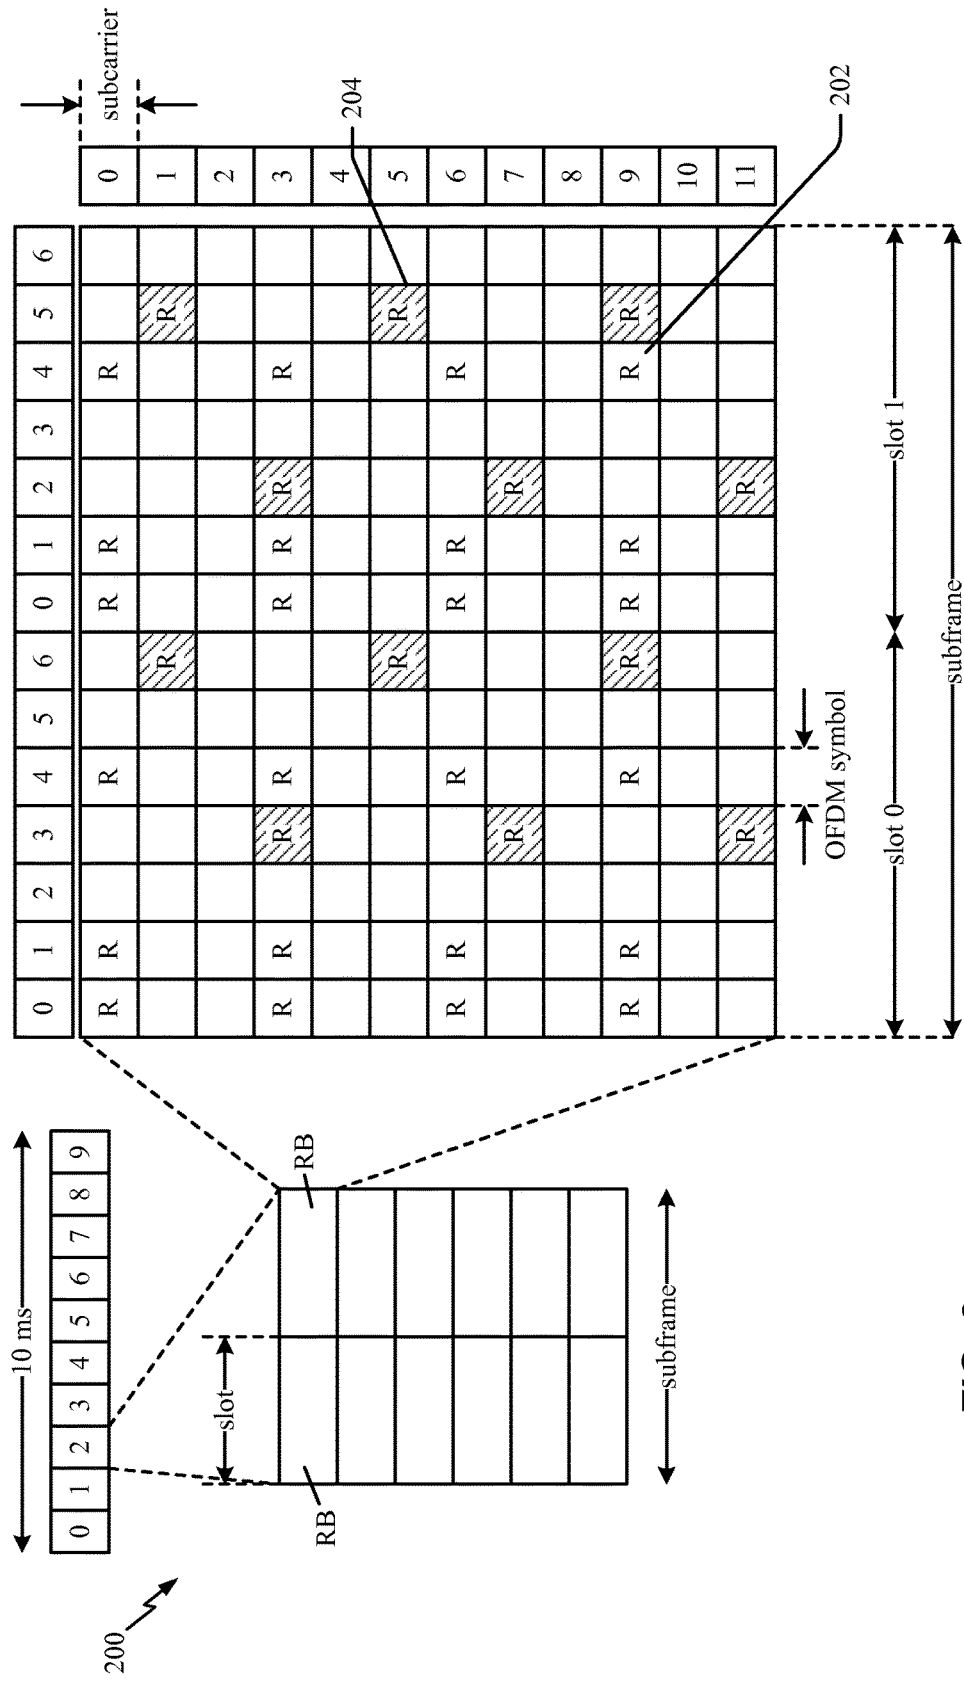 200
10 ms
0 1 2 3 4 5 6 7 8 9
slot
RB
RB
subframe
0 1 2 3 4 5 6 0 1 2 3 4 5 6
subcarrier
R R R R R R 0
R R 1
2
R R R R R R R R 3
4
R R 5
R R R R R R 6
R R 7
8
R R R R R R R R 9
10
R R 11
204
202
OFDM symbol
slot 0
slot 1
subframe